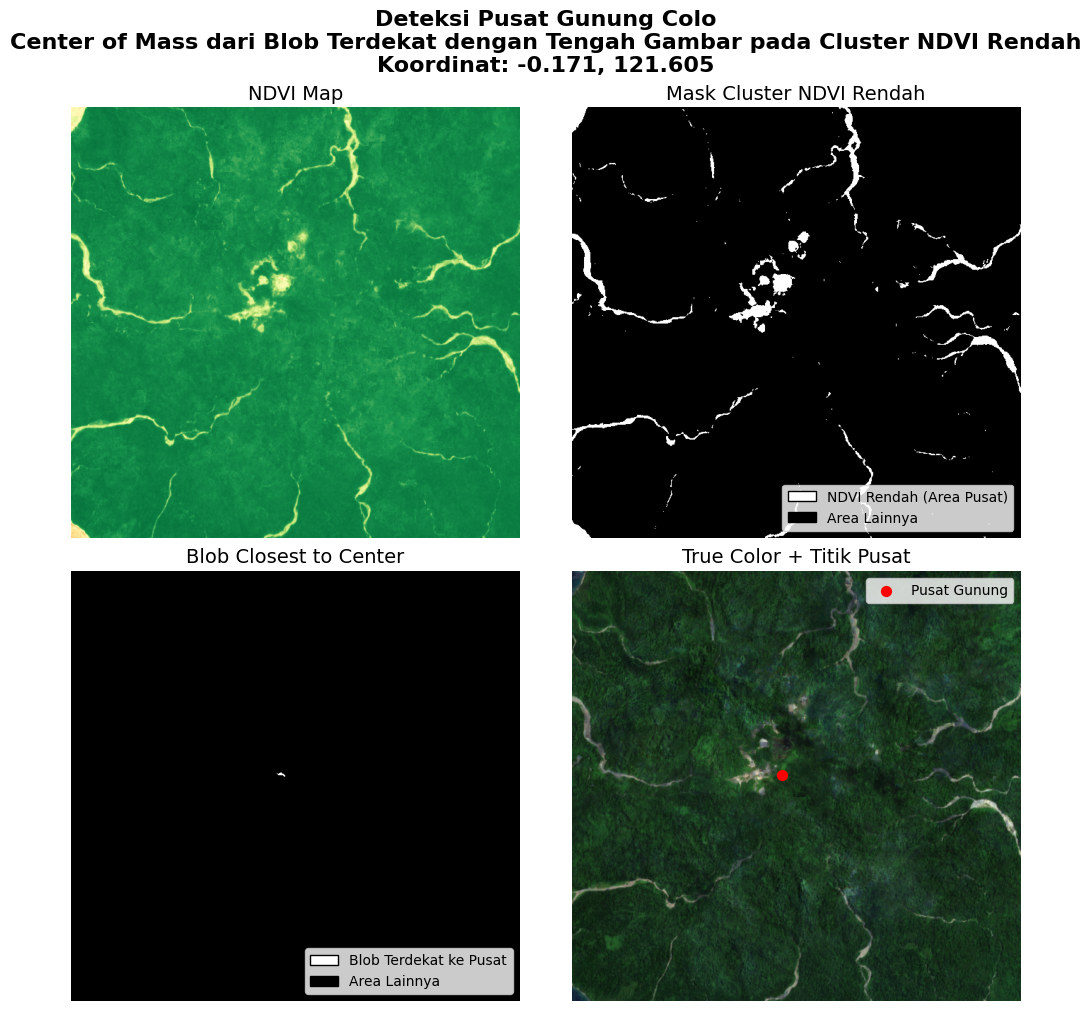 Deteksi Pusat Gunung Colo
Center of Mass dari Blob Terdekat dengan Tengah Gambar pada Cluster NDVI Rendah
Koordinat: -0.171, 121.605
NDVI Map
Mask Cluster NDVI Rendah
NDVI Rendah (Area Pusat)
Area Lainnya
Blob Closest to Center
True Color + Titik Pusat
Pusat Gunung
Blob Terdekat ke Pusat
Area Lainnya